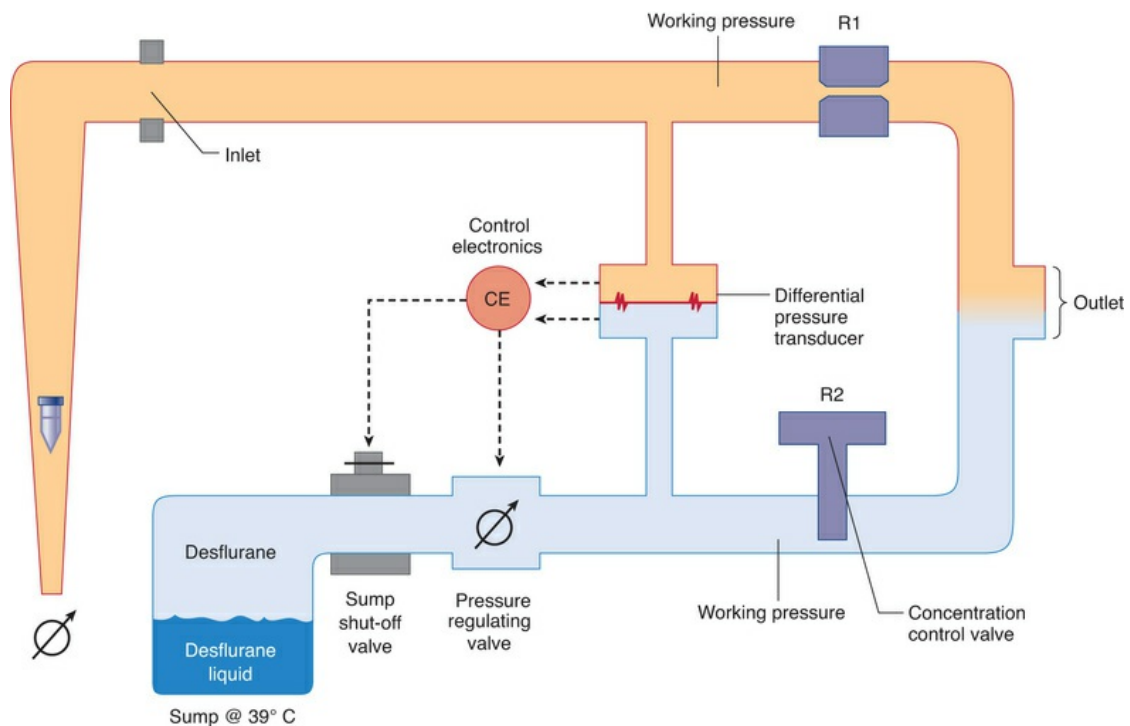 Working pressure
R1
Inlet
Control
electronics
CE
Differential
pressure
transducer
Outlet
R2
Desflurane
Sump
shut-off
valve
Pressure
regulating
valve
Working pressure
Concentration
control valve
Desflurane
liquid
Sump @ 39° C